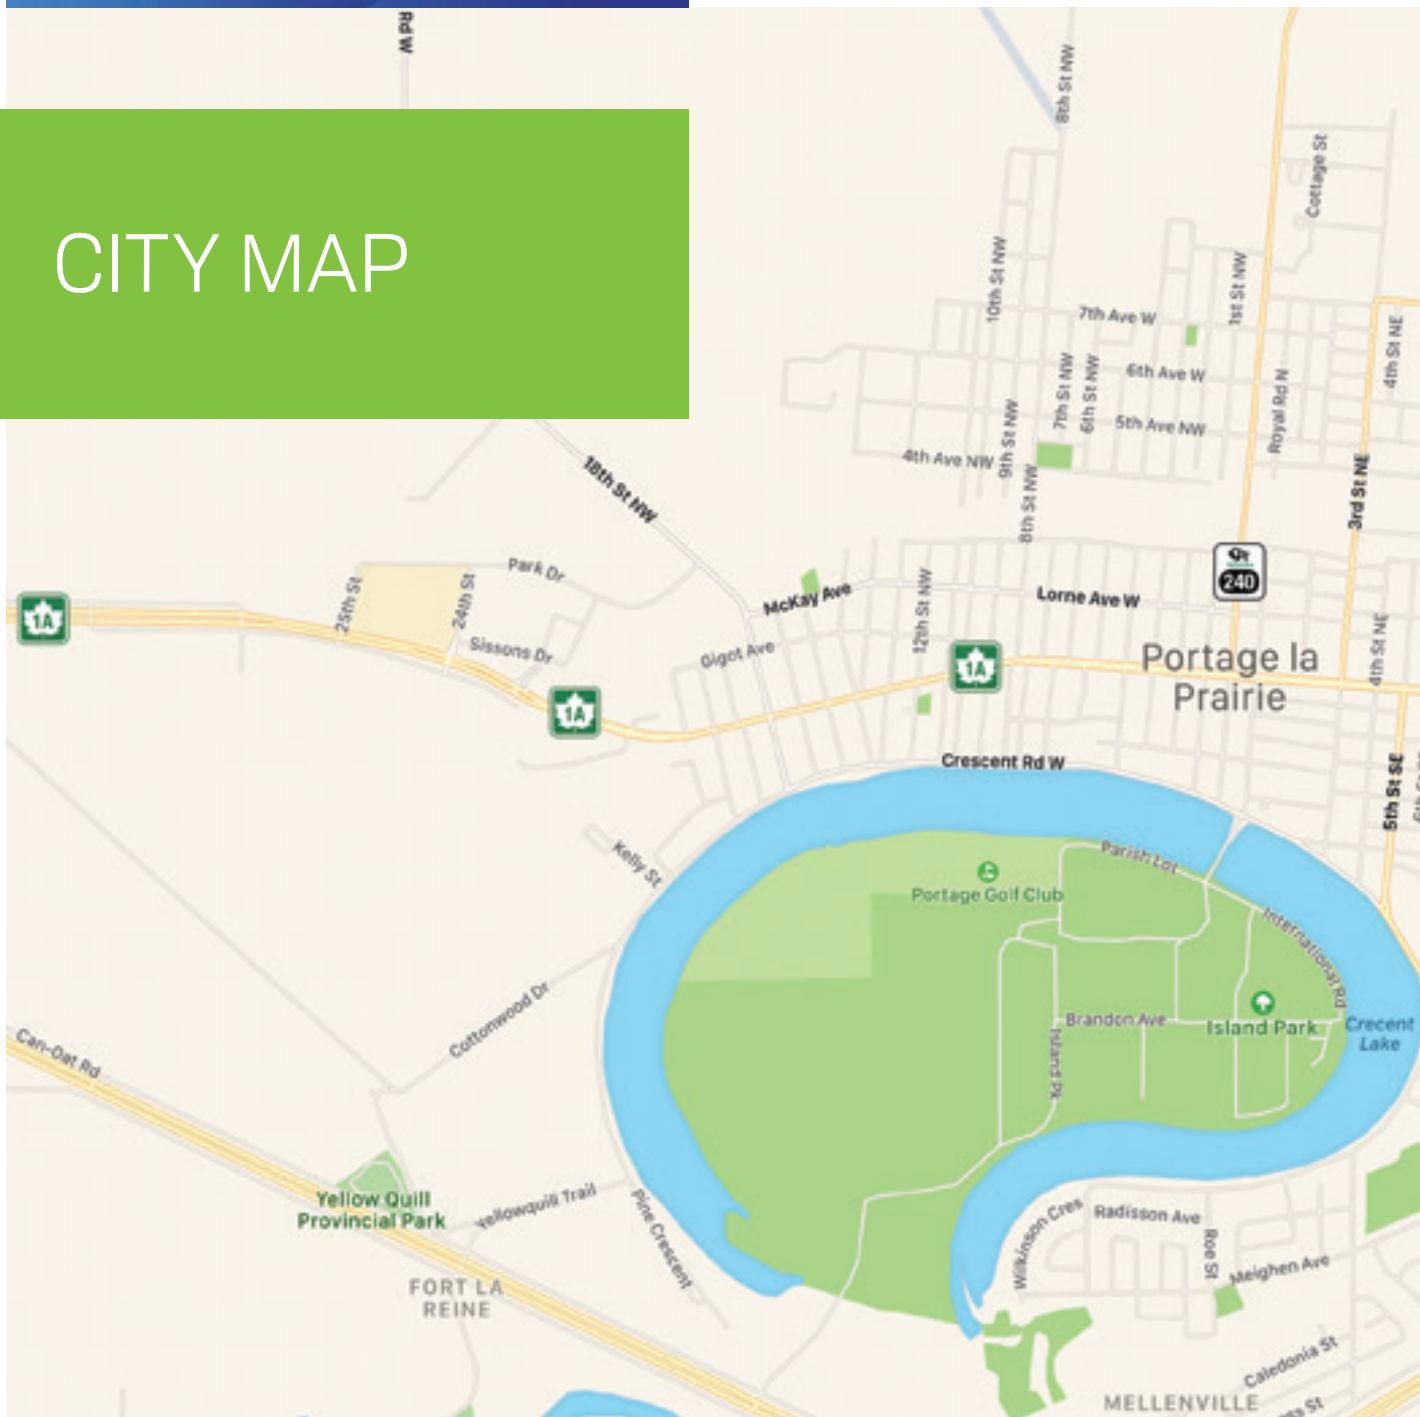 Rd W
CITY MAP
8th St NW
Cottage St
10th St NW
1st St NW
7th Ave W
4th St NE
6th Ave W
7th St NW
6th St NW
Royal Rd N
5th Ave NW
9th St NW
4th Ave NW
8th St NW
3rd St NE
18th St NW
240
Park Dr
25th St
24th St
McKay Ave
Lorne Ave W
12th St NW
1A
Sissons Dr
Gigot Ave
1A
4th St NE
Portage la
Prairie
1A
Crescent Rd W
5th St SE
Kelly St
Parish Lot
Portage Golf Club
International Rd
Cottonwood Dr
Brandon Ave
Island Park
Crecent
Lake
Can-Oat Rd
Island Pk
Yellow Quill
Provincial Park
Yellowquill Trail
Pine Crescent
Wilkinson Cres
Radisson Ave
Roe St
Meighen Ave
FORT LA
REINE
Caledonia St
MELLENVILLE